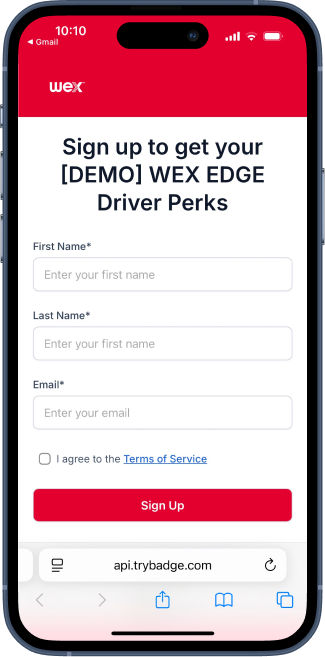 10:10
◀ Gmail
wex
Sign up to get your
[DEMO] WEX EDGE
Driver Perks
First Name*
Enter your first name
Last Name*
Enter your first name
Email*
Enter your email
I agree to the Terms of Service
Sign Up
api.trybadge.com